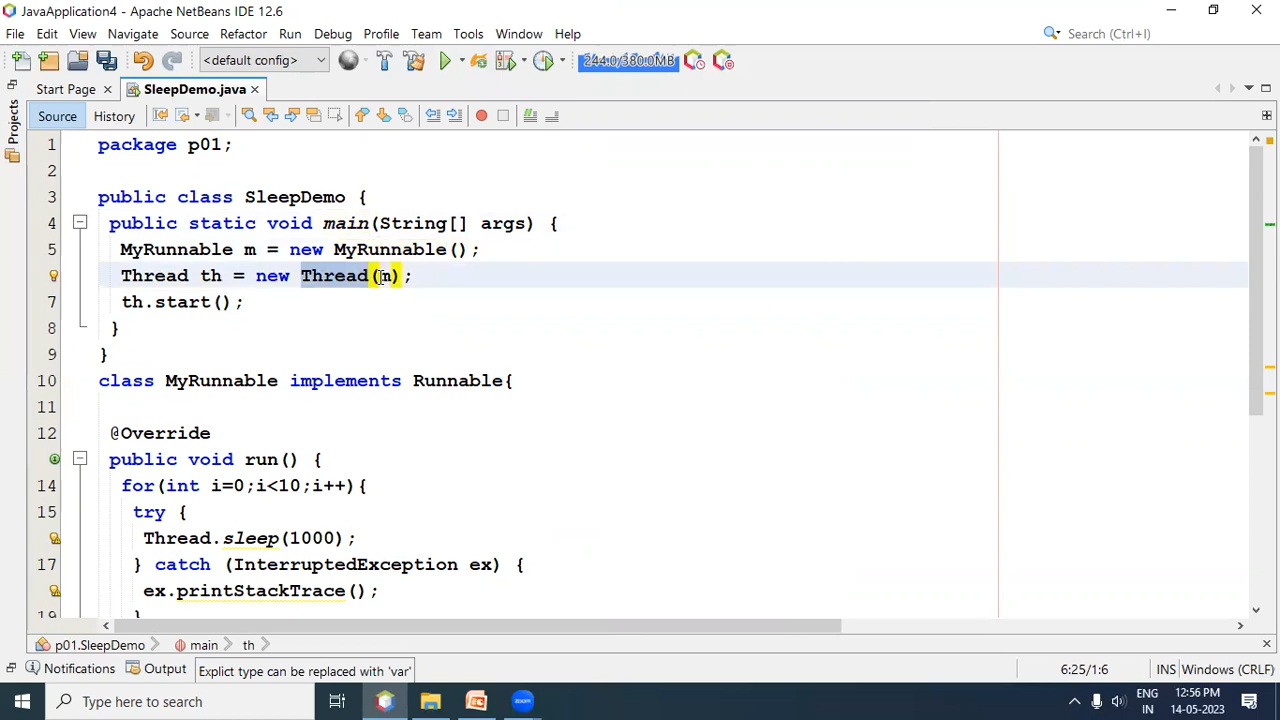 JavaApplication4 - Apache NetBeans IDE 12.6
File Edit View Navigate Source Refactor Run Debug Profile Team Tools Window Help
Search (Ctrl+I)
<default config>
244.0/380.0MB
Start Page
SleepDemo.java
Projects
Source History
1 package p01;
2
3 public class SleepDemo {
4 public static void main(String[] args) {
5 MyRunnable m = new MyRunnable();
Thread th = new Thread(m);
7 th.start();
8 }
9 }
10 class MyRunnable implements Runnable{
11
12 @Override
public void run() {
14 for(int i=0;i<10;i++){
15 try {
Thread.sleep(1000);
17 } catch (InterruptedException ex) {
ex.printStackTrace();
19 }
p01.SleepDemo main th
Notifications Output
Explict type can be replaced with 'var'
6:25/1:6
INS Windows (CRLF)
Type here to search
zoom
ENG
IN
12:56 PM
14-05-2023